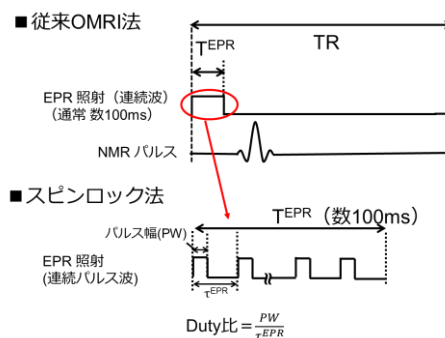 ■従来OMRI法
TR
T^EPR
EPR 照射（連続波）
（通常 数100ms）
NMR パルス
■スピンロック法
T^EPR（数100ms）
パルス幅(PW)
EPR 照射
(連続パルス波)
τ^EPR
Duty比＝PW/τ^EPR